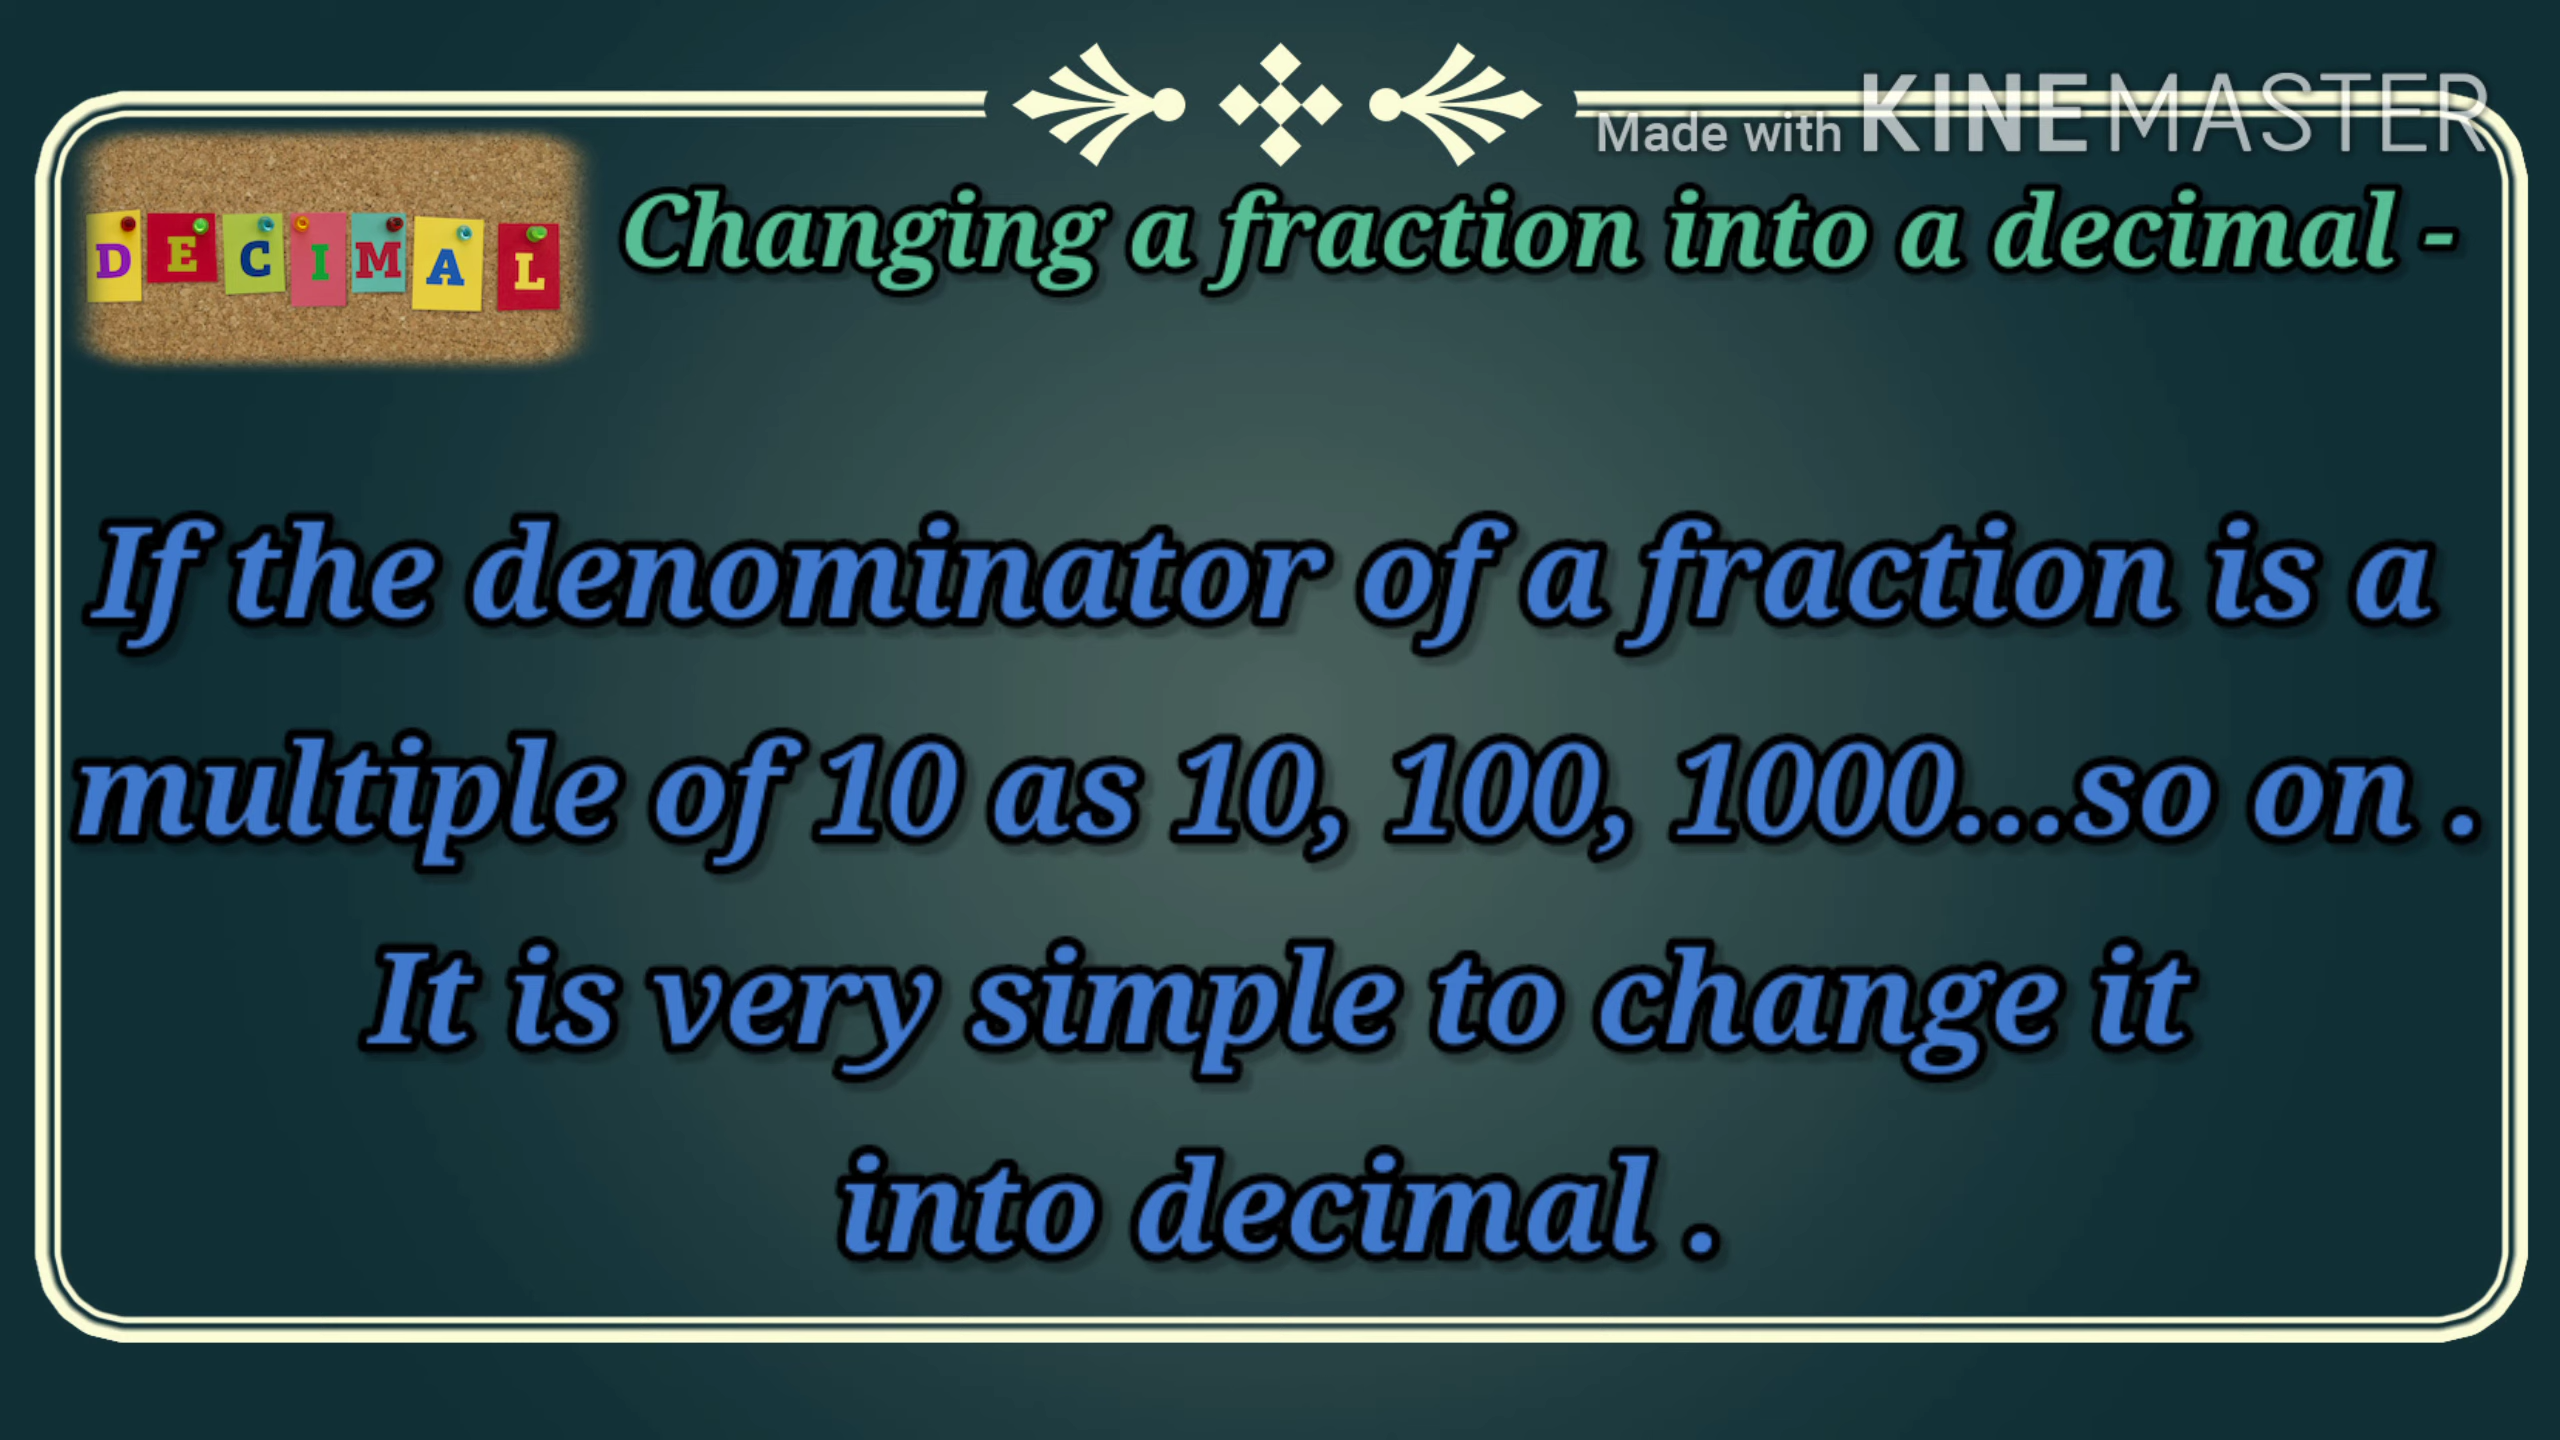 Made with KINEMASTER
DECIMAL
Changing a fraction into a decimal -
If the denominator of a fraction is a
multiple of 10 as 10, 100, 1000...so on .
It is very simple to change it
into decimal .